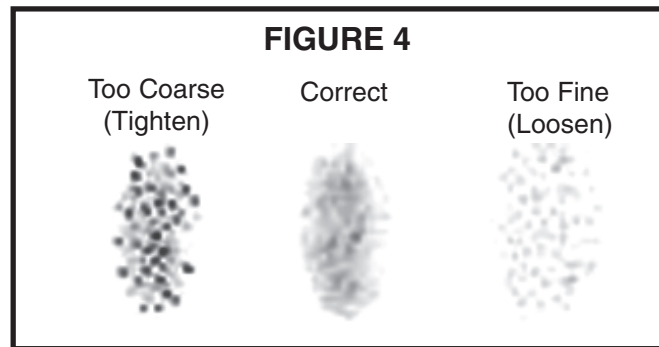 FIGURE 4
Too Coarse
(Tighten)
Correct
Too Fine
(Loosen)